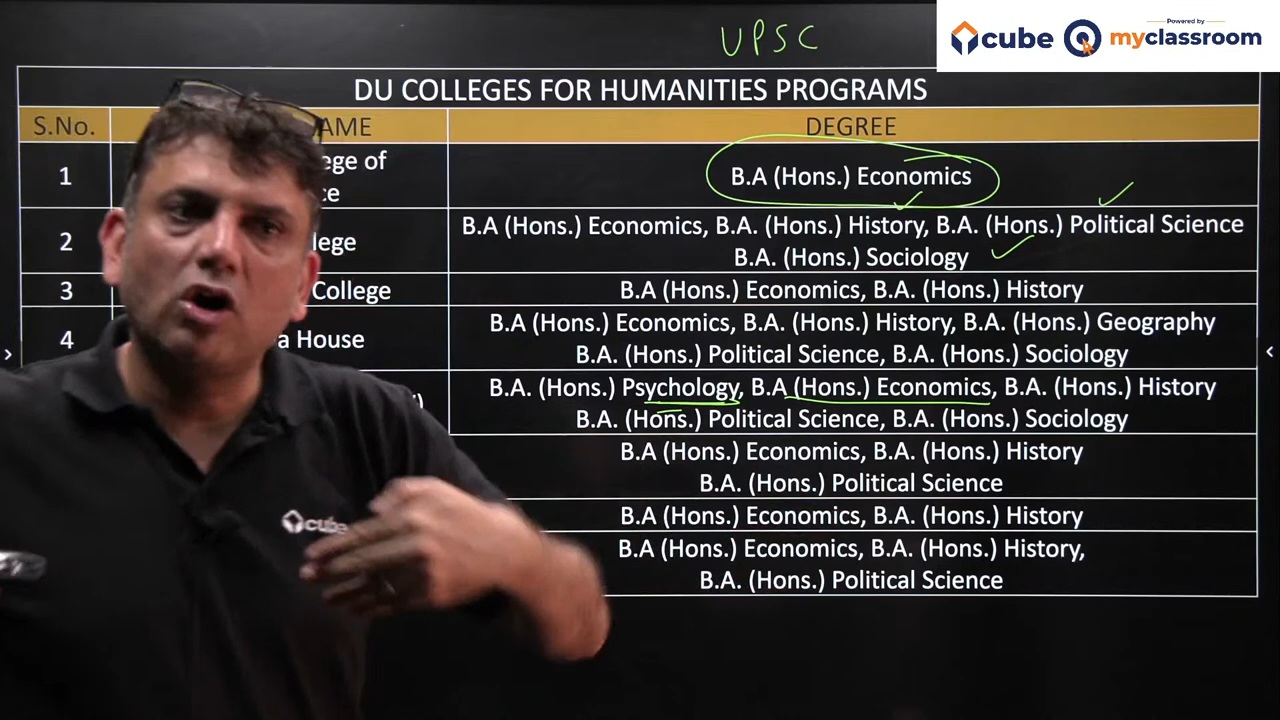 UPSC
cube
Powered by
myclassroom
DU COLLEGES FOR HUMANITIES PROGRAMS
S.No.
AME
DEGREE
1
ege of
ce
B.A (Hons.) Economics
2
lege
B.A (Hons.) Economics, B.A. (Hons.) History, B.A. (Hons.) Political Science
B.A. (Hons.) Sociology
3
College
B.A (Hons.) Economics, B.A. (Hons.) History
4
a House
B.A (Hons.) Economics, B.A. (Hons.) History, B.A. (Hons.) Geography
B.A. (Hons.) Political Science, B.A. (Hons.) Sociology
B.A. (Hons.) Psychology, B.A (Hons.) Economics, B.A. (Hons.) History
B.A. (Hons.) Political Science, B.A. (Hons.) Sociology
B.A (Hons.) Economics, B.A. (Hons.) History
B.A. (Hons.) Political Science
B.A (Hons.) Economics, B.A. (Hons.) History
B.A (Hons.) Economics, B.A. (Hons.) History,
B.A. (Hons.) Political Science
cube